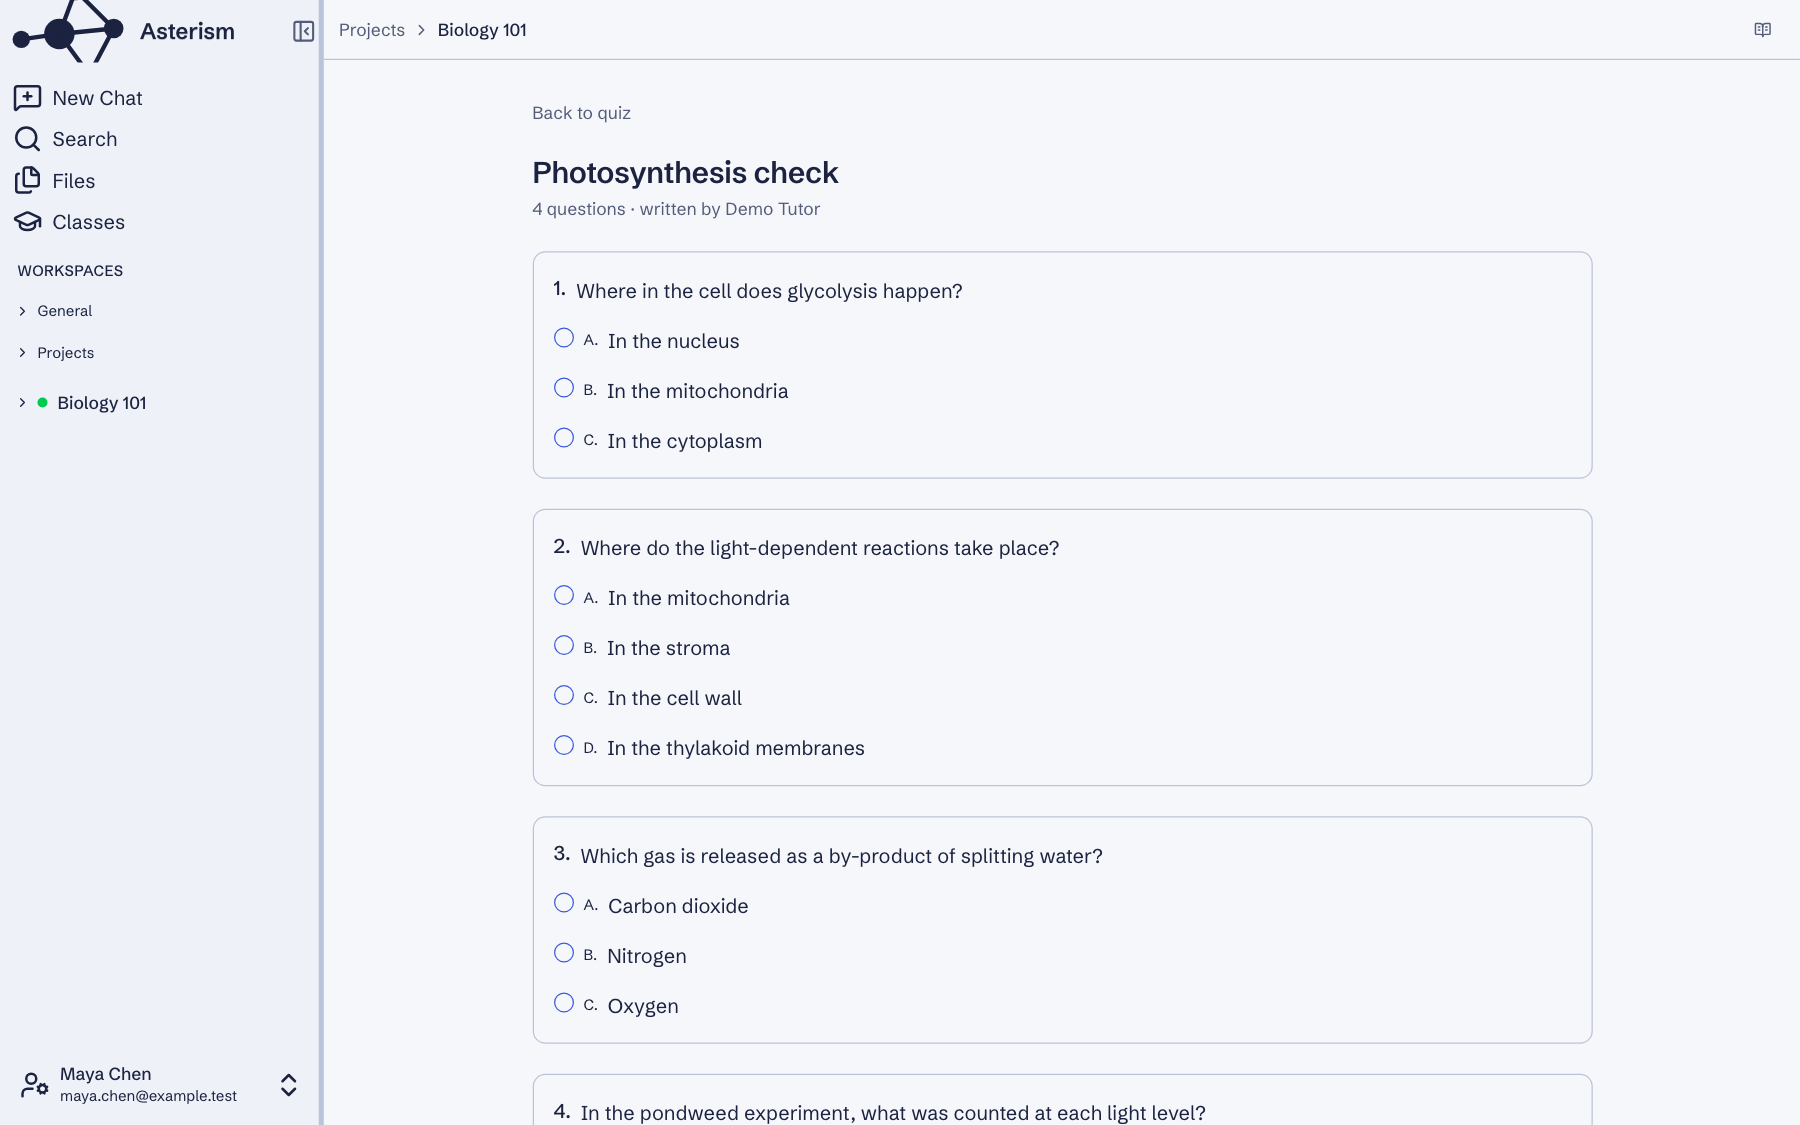 Asterism
New Chat
Search
Files
Classes
WORKSPACES
General
Projects
Biology 101
Maya Chen
maya.chen@example.test
Projects > Biology 101
Back to quiz
Photosynthesis check
4 questions · written by Demo Tutor
1. Where in the cell does glycolysis happen?
A. In the nucleus
B. In the mitochondria
C. In the cytoplasm
2. Where do the light-dependent reactions take place?
A. In the mitochondria
B. In the stroma
C. In the cell wall
D. In the thylakoid membranes
3. Which gas is released as a by-product of splitting water?
A. Carbon dioxide
B. Nitrogen
C. Oxygen
4. In the pondweed experiment, what was counted at each light level?